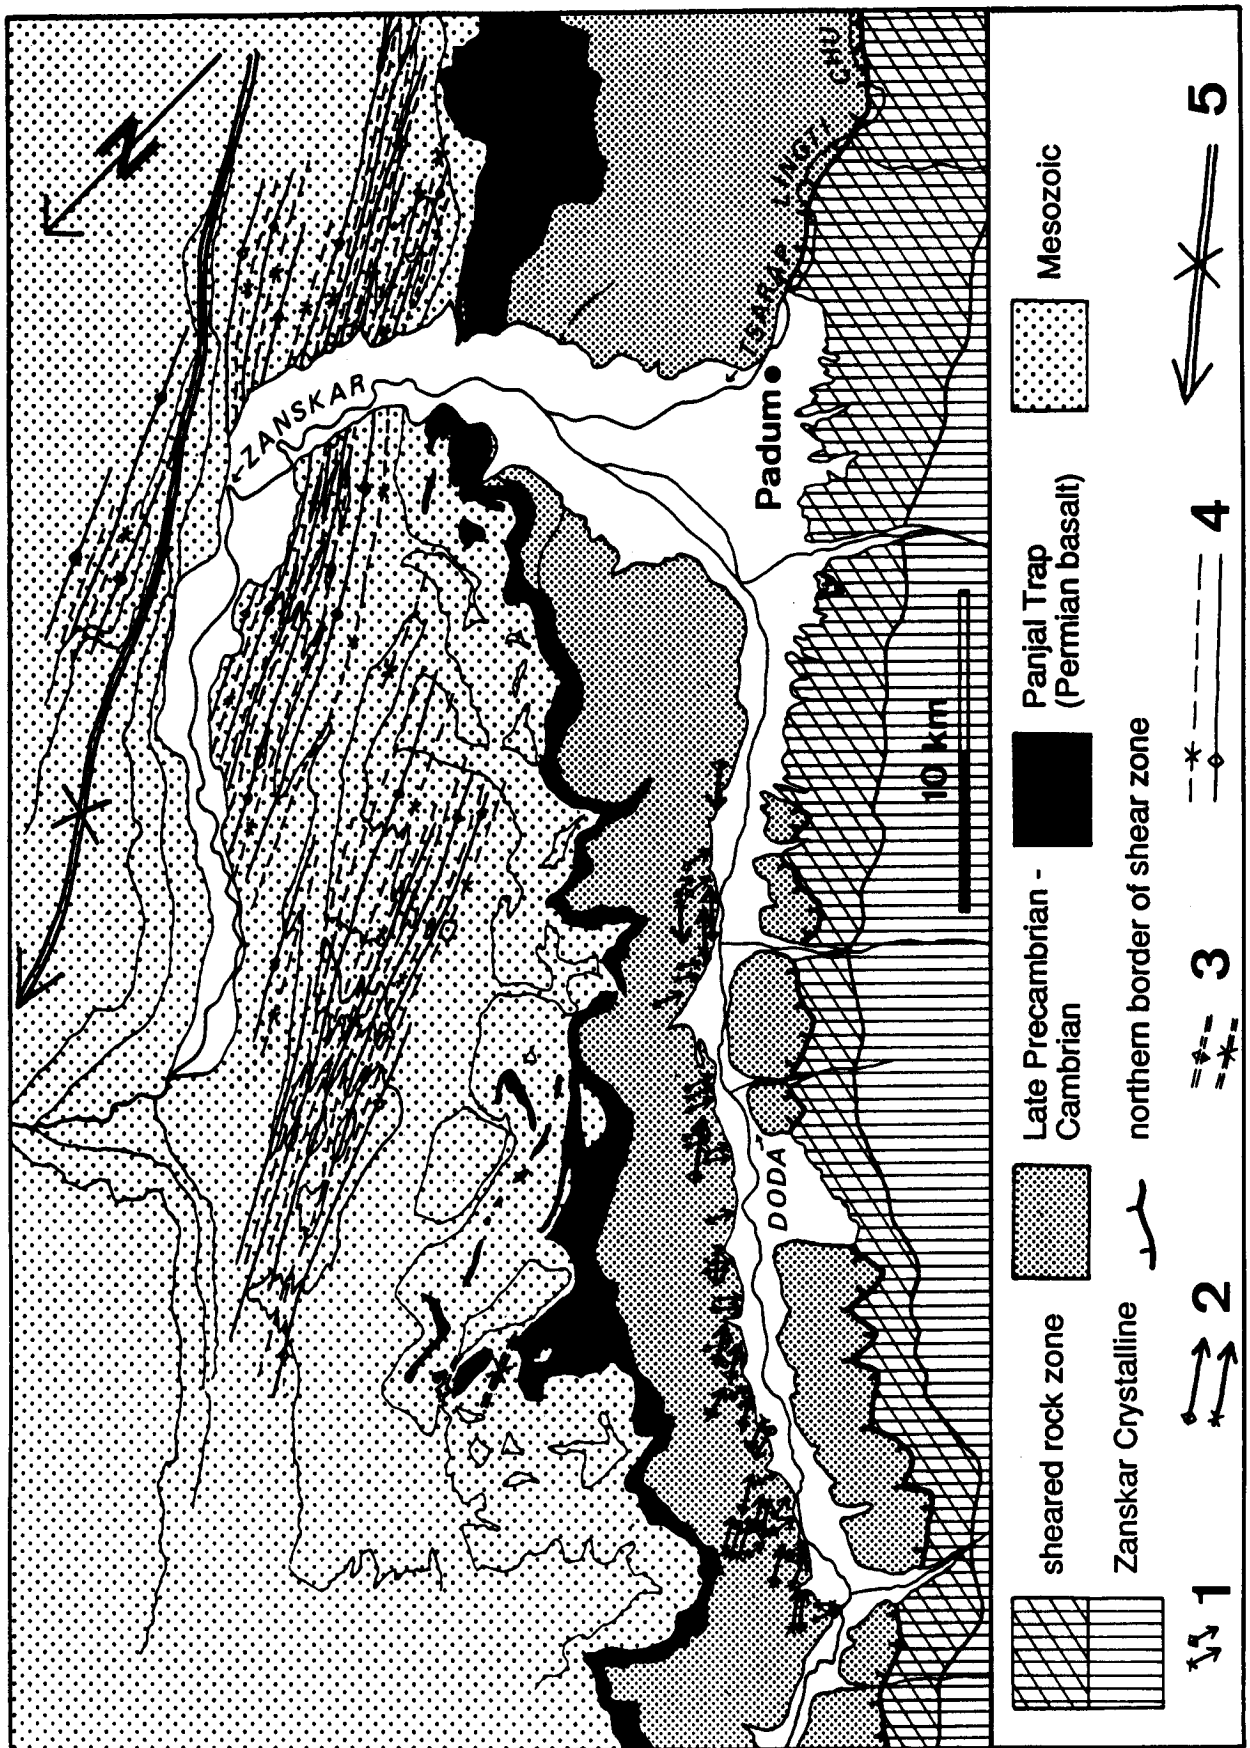 N
ZANSKAR
TSARAP LINGTI CHU
Padum
DODA
10 km
sheared rock zone
Zanskar Crystalline
Late Precambrian -
Cambrian
Panjal Trap
(Permian basalt)
Mesozoic
northern border of shear zone
1
2
3
4
5